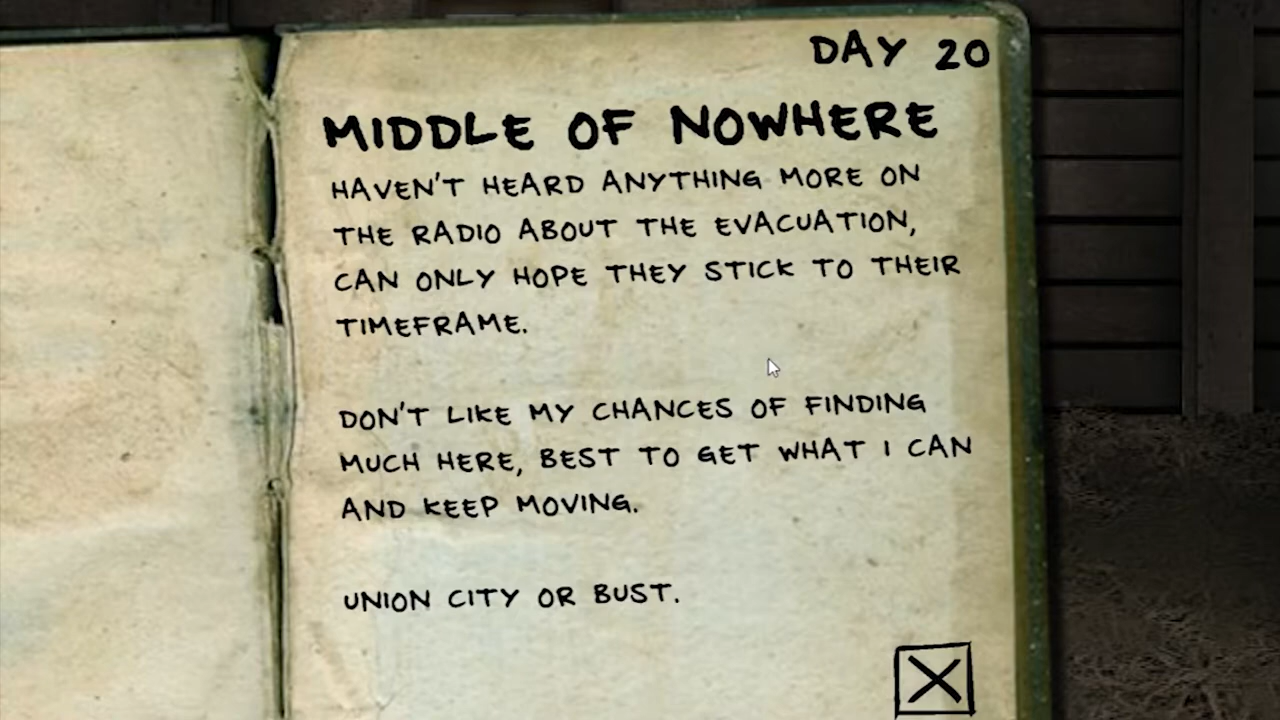 DAY 20
MIDDLE OF NOWHERE
HAVEN'T HEARD ANYTHING MORE ON
THE RADIO ABOUT THE EVACUATION,
CAN ONLY HOPE THEY STICK TO THEIR
TIMEFRAME.
DON'T LIKE MY CHANCES OF FINDING
MUCH HERE, BEST TO GET WHAT I CAN
AND KEEP MOVING.
UNION CITY OR BUST.